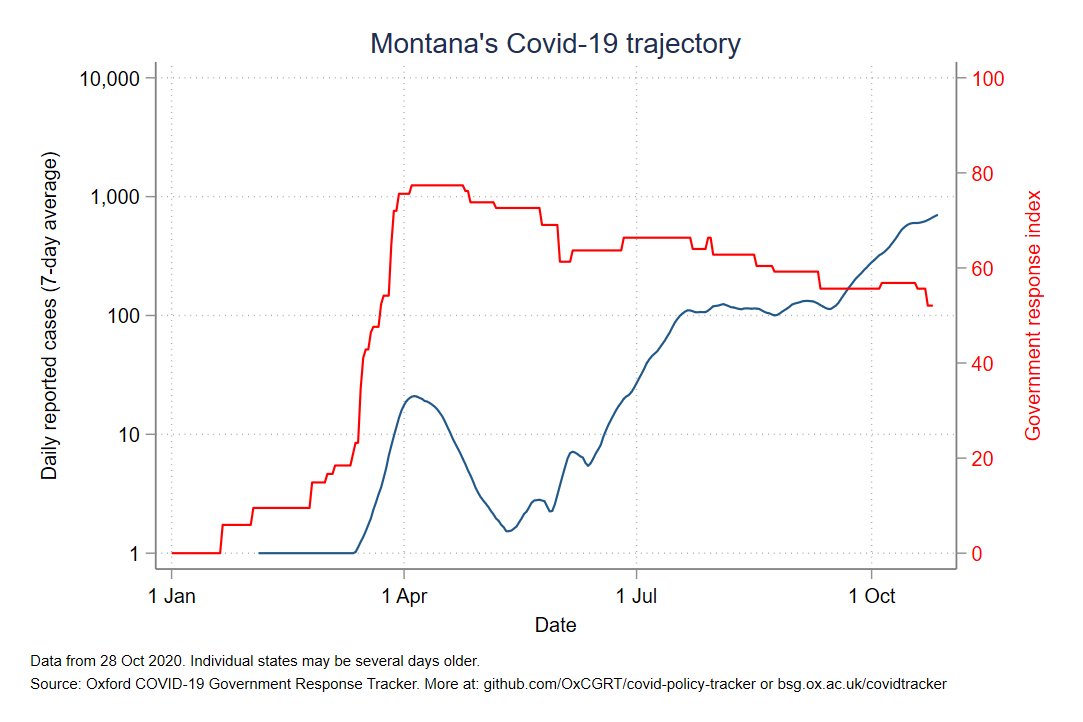 Montana's Covid-19 trajectory
10,000
1,000
100
10
1
Daily reported cases (7-day average)
100
80
60
40
20
0
Government response index
1 Jan
1 Apr
1 Jul
1 Oct
Date
Data from 28 Oct 2020. Individual states may be several days older.
Source: Oxford COVID-19 Government Response Tracker. More at: github.com/OxCGRT/covid-policy-tracker or bsg.ox.ac.uk/covidtracker